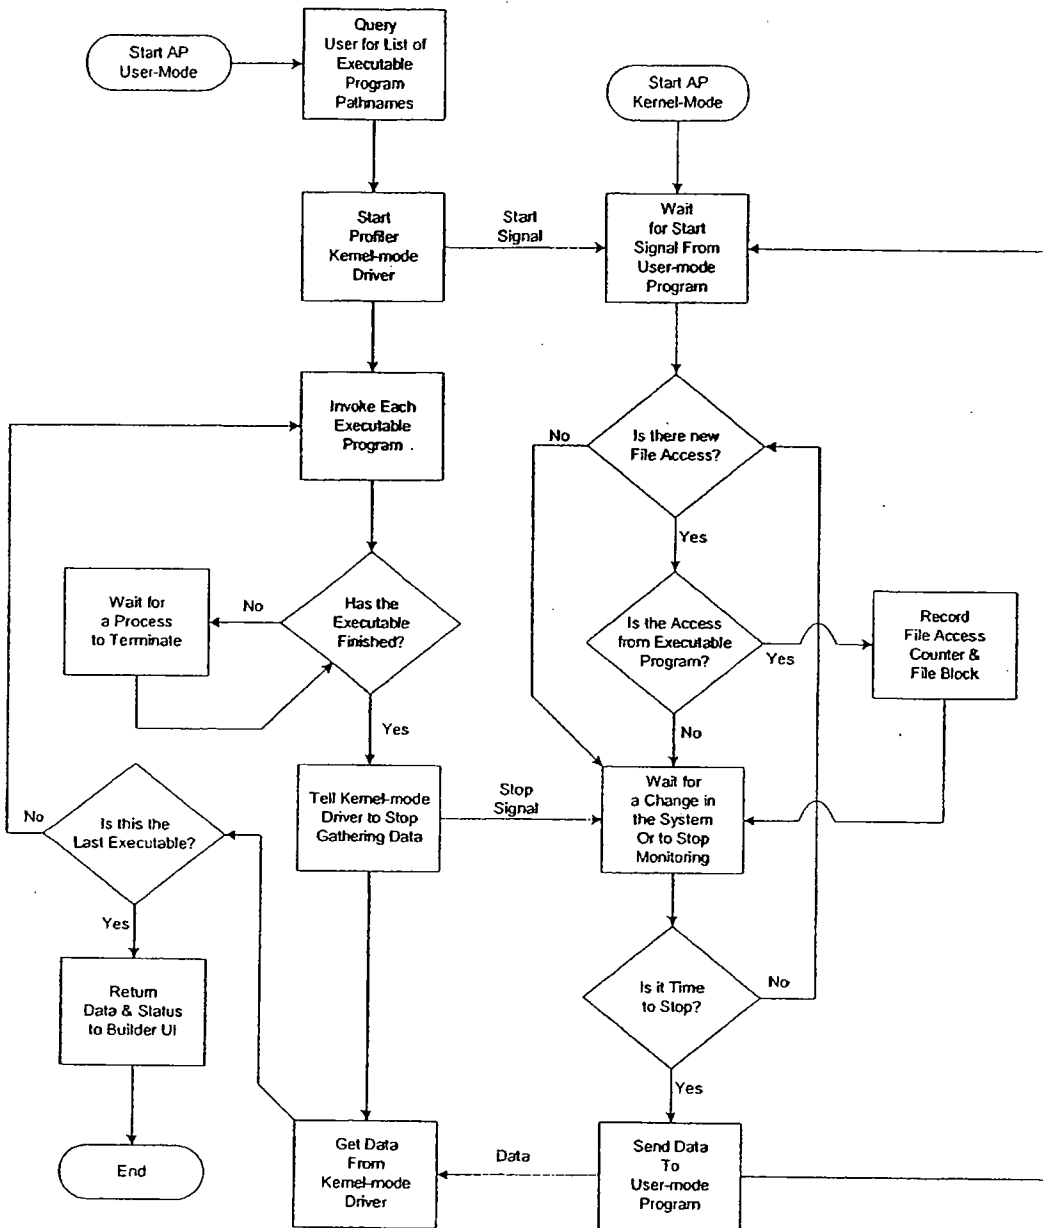 Query
User for List of
Executable
Program
Pathnames
Start AP
User-Mode
Start AP
Kernel-Mode
Start
Profiler
Kernel-mode
Driver
Start
Signal
Wait
for Start
Signal From
User-mode
Program
Invoke Each
Executable
Program
No
Is there new
File Access?
Yes
Wait for
a Process
to Terminate
No
Has the
Executable
Finished?
Is the Access
from Executable
Program?
Yes
Record
File Access
Counter &
File Block
Yes
No
No
Is this the
Last Executable?
Tell Kernel-mode
Driver to Stop
Gathering Data
Stop
Signal
Wait for
a Change in
the System
Or to Stop
Monitoring
Yes
Return
Data & Status
to Builder UI
Is it Time
to Stop?
No
Yes
End
Get Data
From
Kernel-mode
Driver
Data
Send Data
To
User-mode
Program